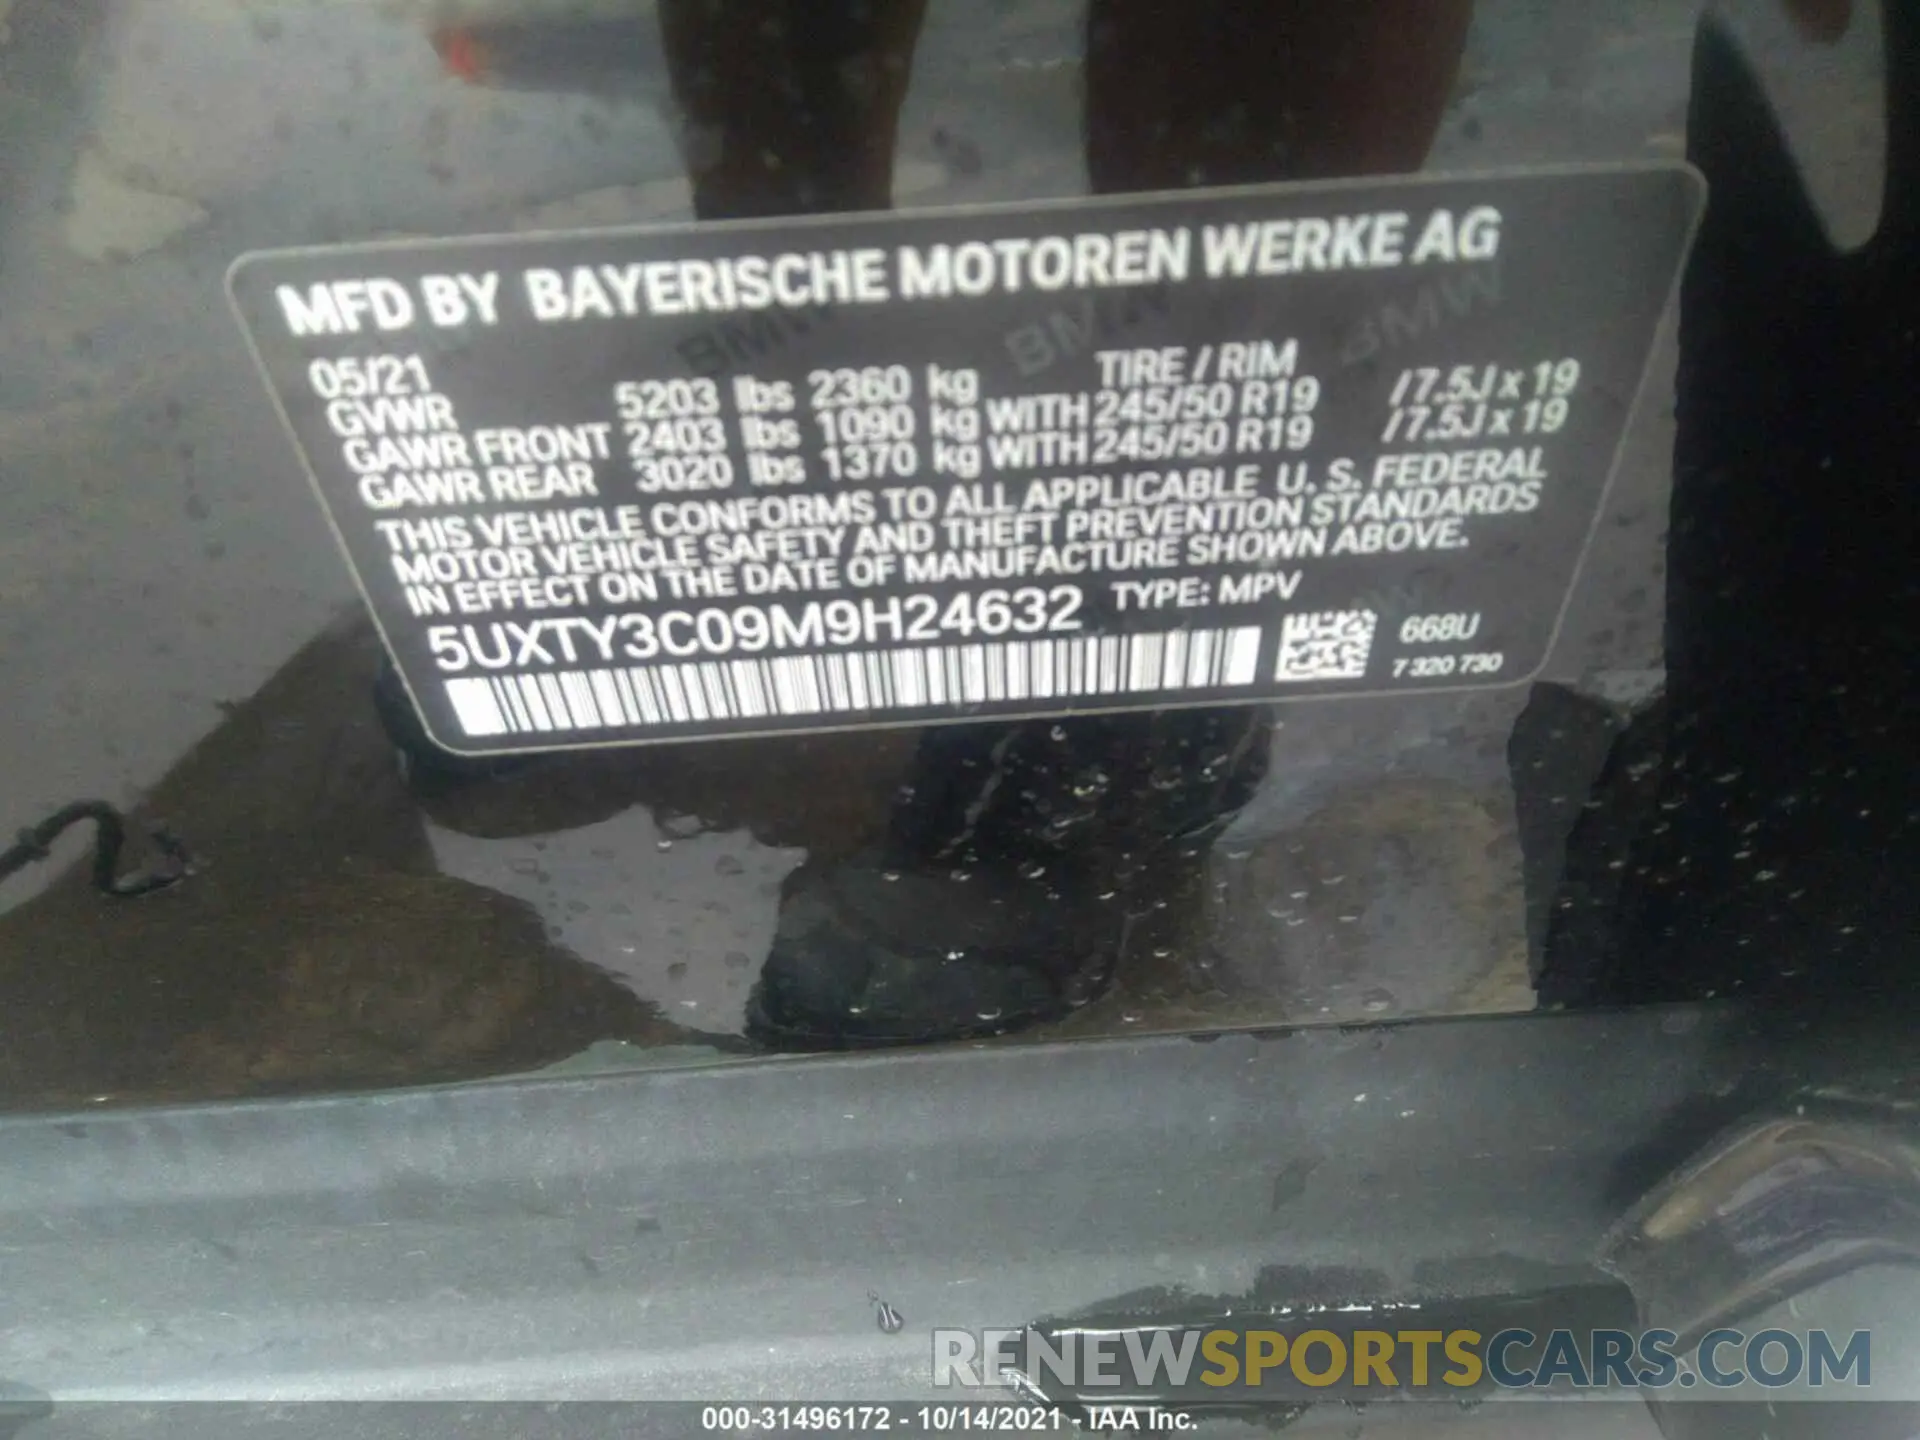 MFD BY BAYERISCHE MOTOREN WERKE AG
05/21 TIRE / RIM
GVWR 5203 lbs 2360 kg
GAWR FRONT 2403 lbs 1090 kg WITH 245/50 R19 / 7.5J x 19
GAWR REAR 3020 lbs 1370 kg WITH 245/50 R19 / 7.5J x 19
THIS VEHICLE CONFORMS TO ALL APPLICABLE U. S. FEDERAL
MOTOR VEHICLE SAFETY AND THEFT PREVENTION STANDARDS
IN EFFECT ON THE DATE OF MANUFACTURE SHOWN ABOVE.
5UXTY3C09M9H24632 TYPE: MPV
668U
7 320 730
BMW BMW BMW
RENEWSPORTSCARS.COM
000-31496172 - 10/14/2021 - IAA Inc.